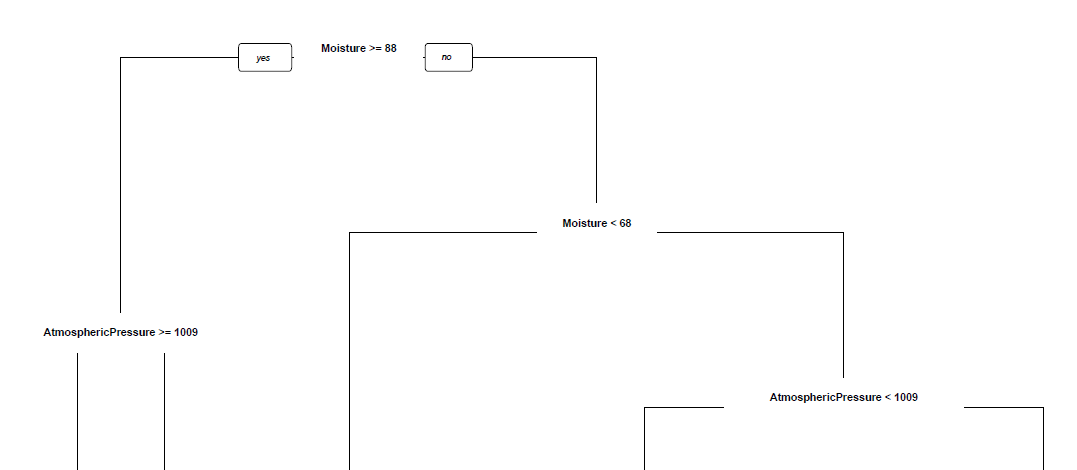 Moisture >= 88
yes
no
Moisture < 68
AtmosphericPressure >= 1009
AtmosphericPressure < 1009